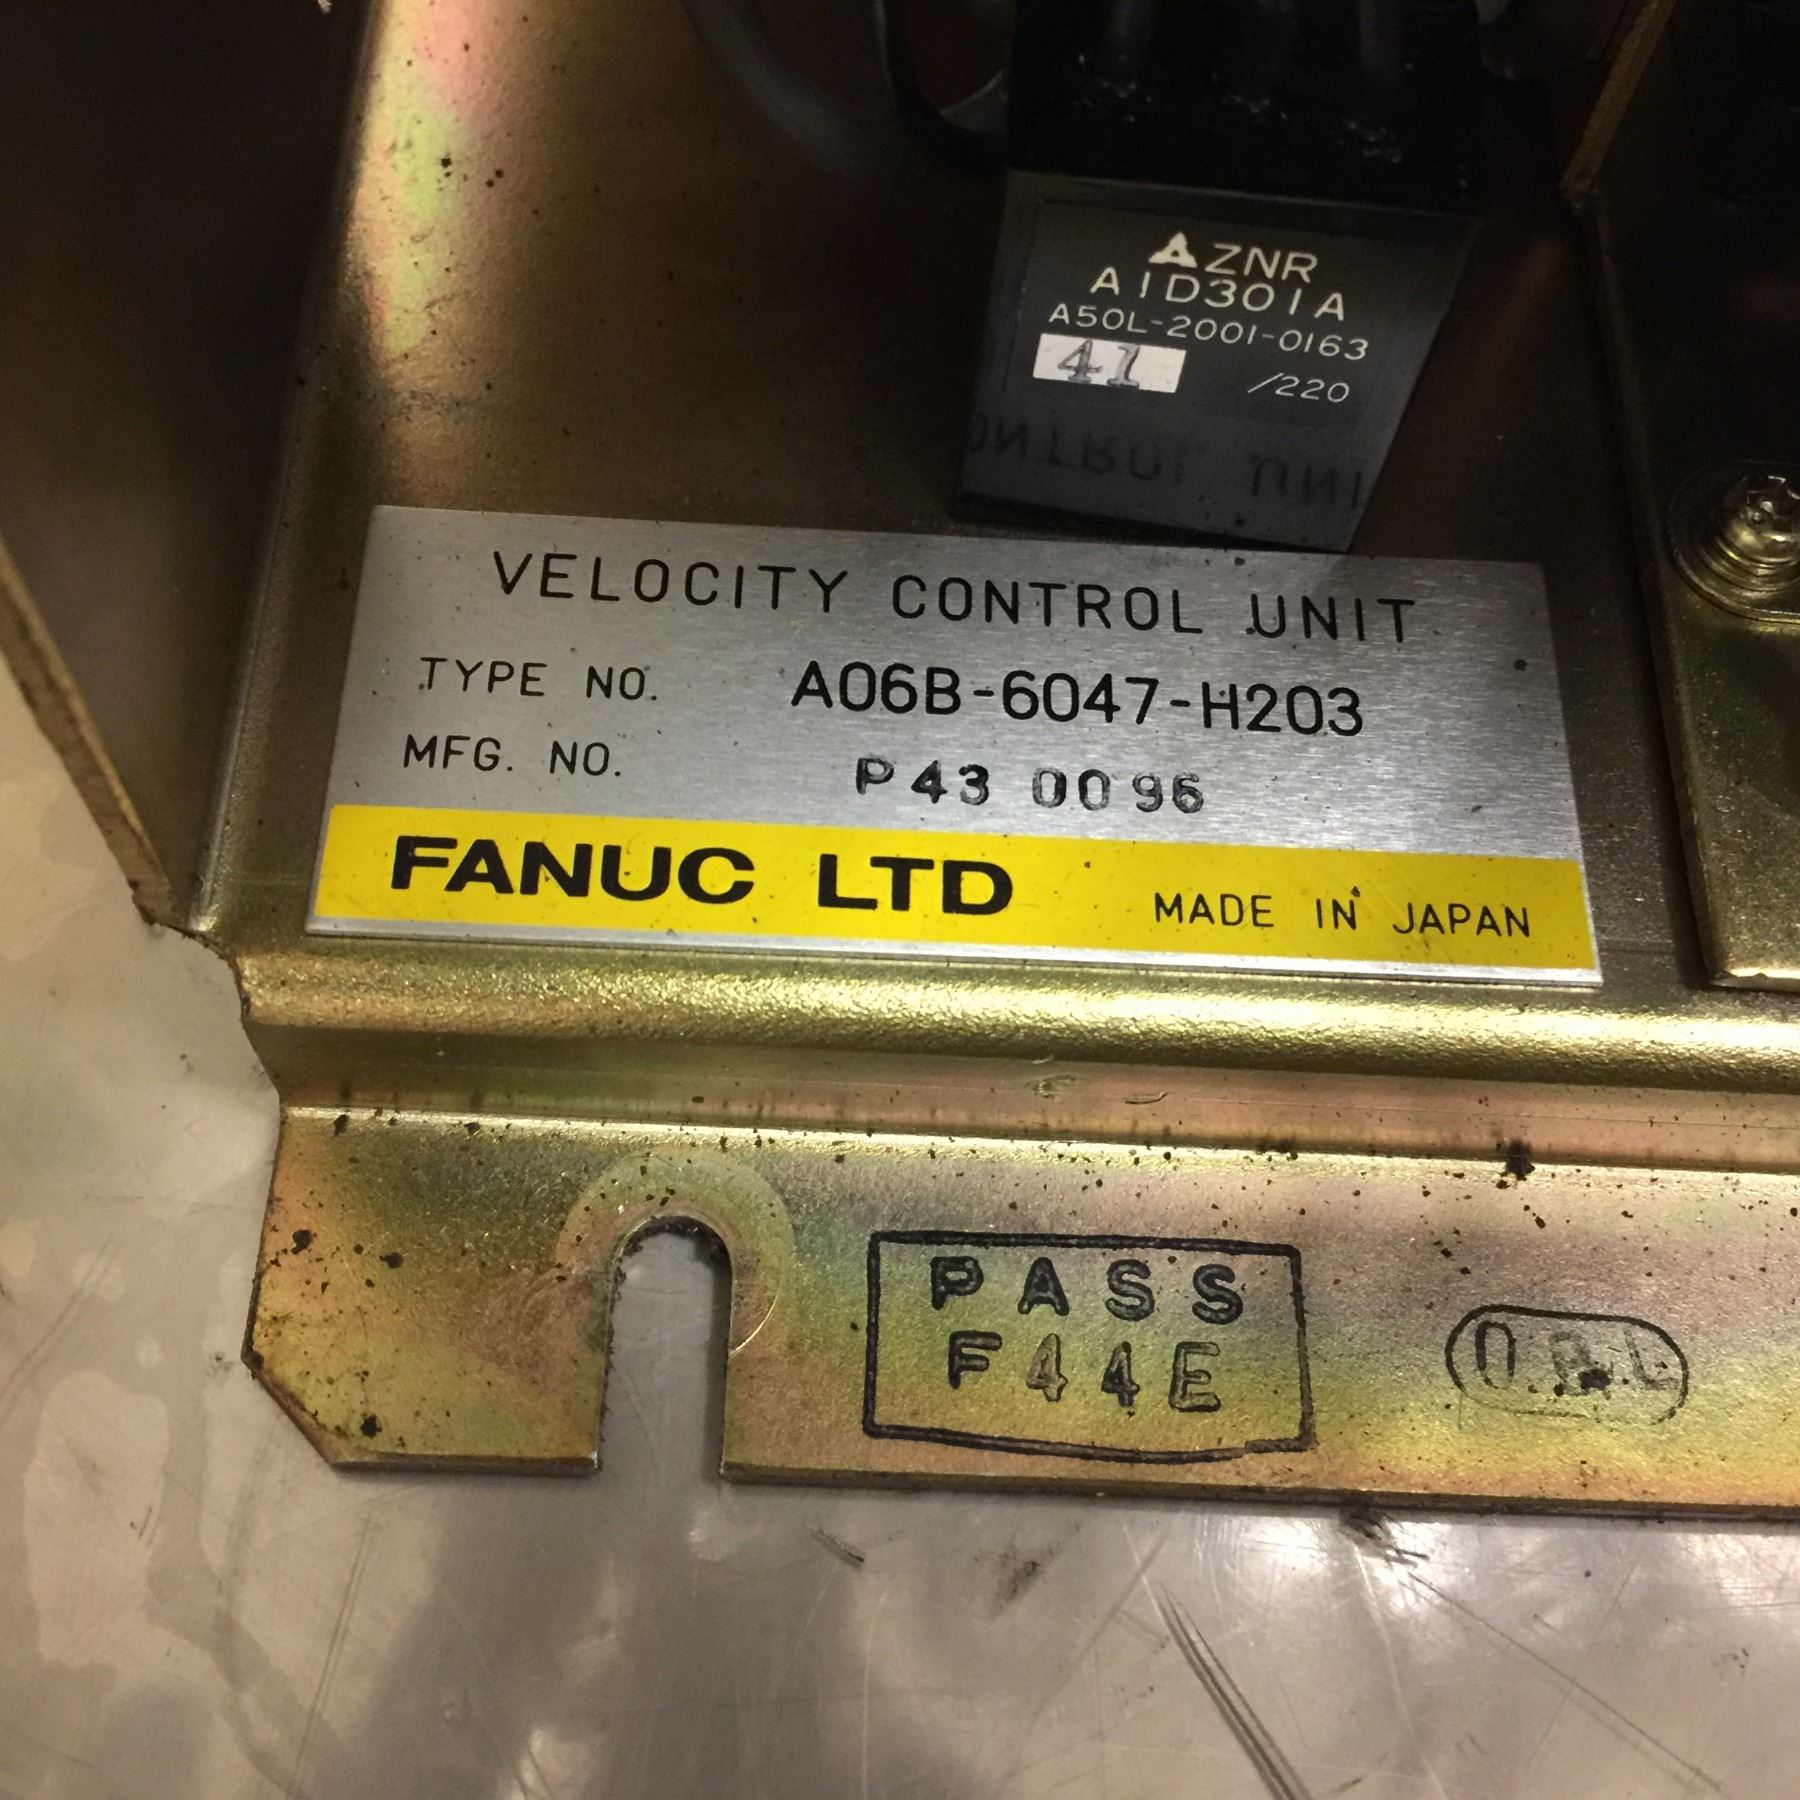 ZNR
A1D301A
A50L-2001-0163
41 /220
VELOCITY CONTROL UNIT
TYPE NO. A06B-6047-H203
MFG. NO. P43 0096
FANUC LTD MADE IN JAPAN
PASS
F44E